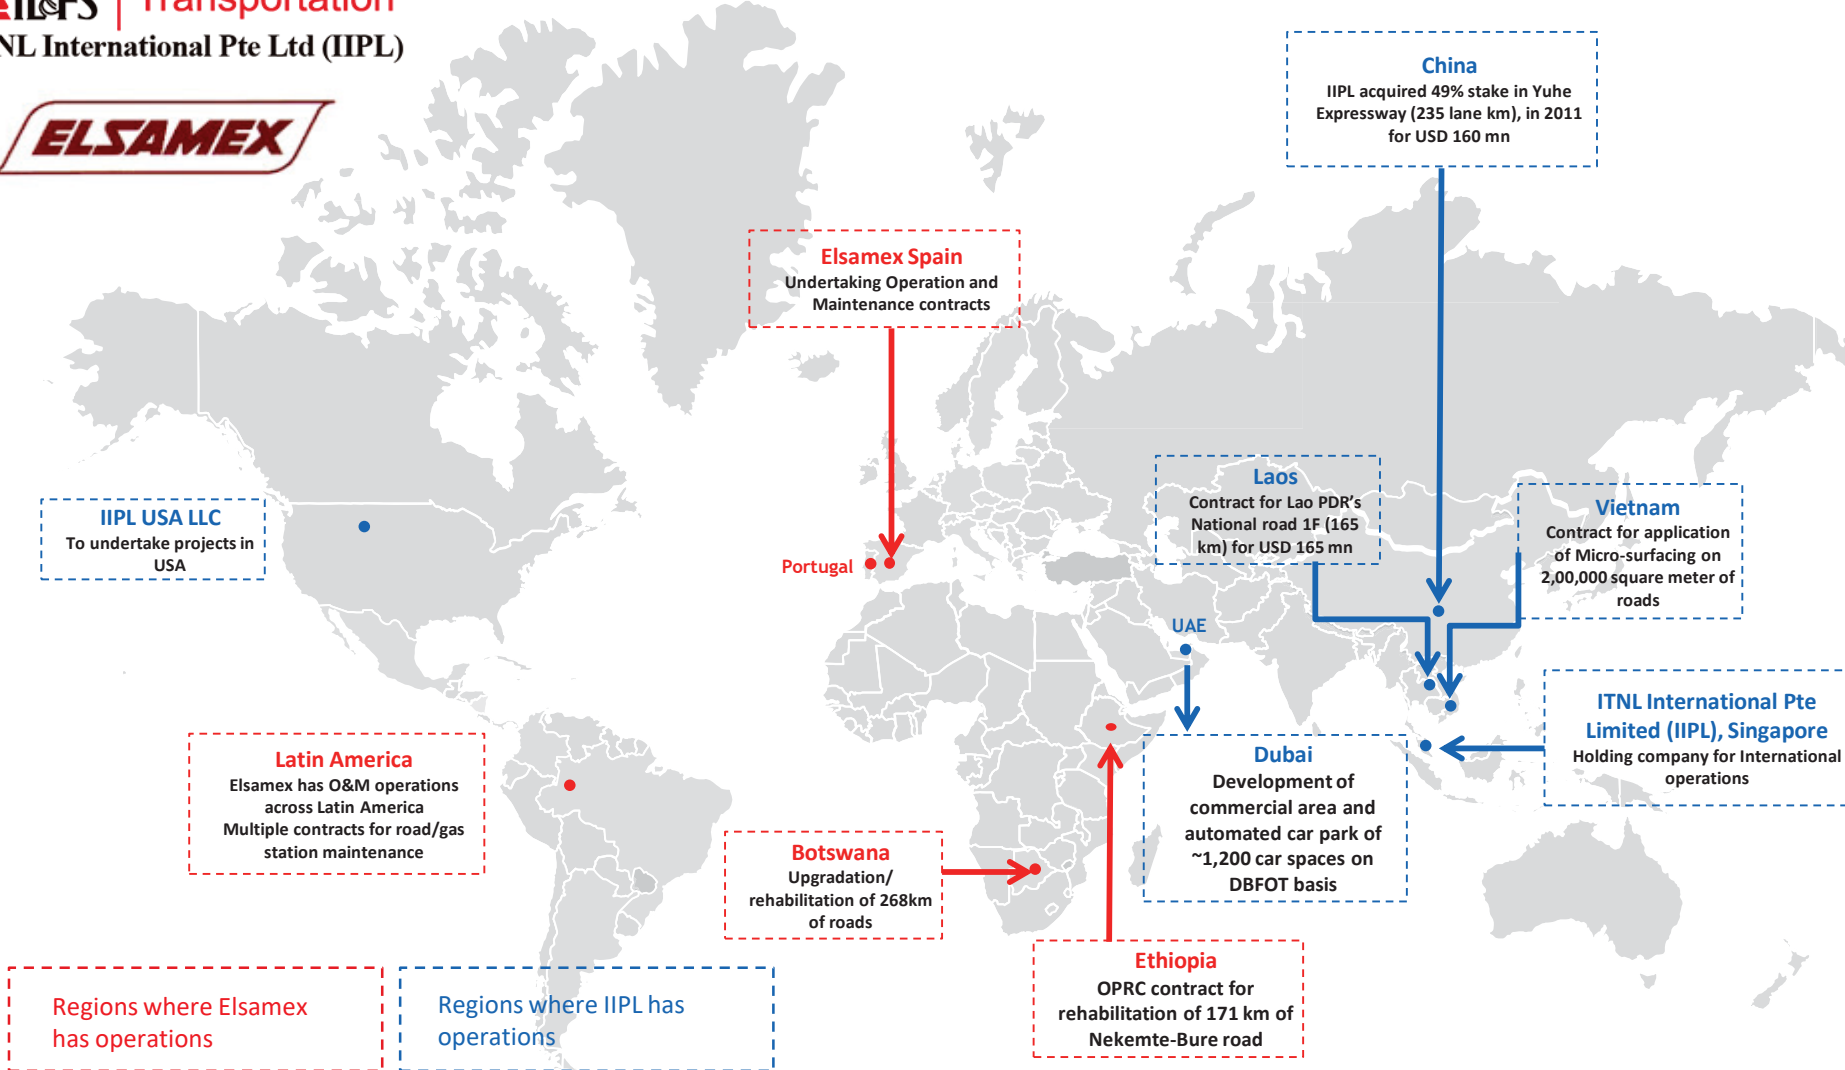 IL&FS
Transportation
NL International Pte Ltd (IIPL)
ELSAMEX
China
IIPL acquired 49% stake in Yuhe
Expressway (235 lane km), in 2011
for USD 160 mn
Elsamex Spain
Undertaking Operation and
Maintenance contracts
Laos
Contract for Lao PDR's
National road 1F (165
km) for USD 165 mn
Vietnam
Contract for application
of Micro-surfacing on
2,00,000 square meter of
roads
IIPL USA LLC
To undertake projects in
USA
Portugal
UAE
ITNL International Pte
Limited (IIPL), Singapore
Holding company for International
operations
Latin America
Elsamex has O&M operations
across Latin America
Multiple contracts for road/gas
station maintenance
Dubai
Development of
commercial area and
automated car park of
~1,200 car spaces on
DBFOT basis
Botswana
Upgradation/
rehabilitation of 268km
of roads
Ethiopia
OPRC contract for
rehabilitation of 171 km of
Nekemte-Bure road
Regions where Elsamex
has operations
Regions where IIPL has
operations